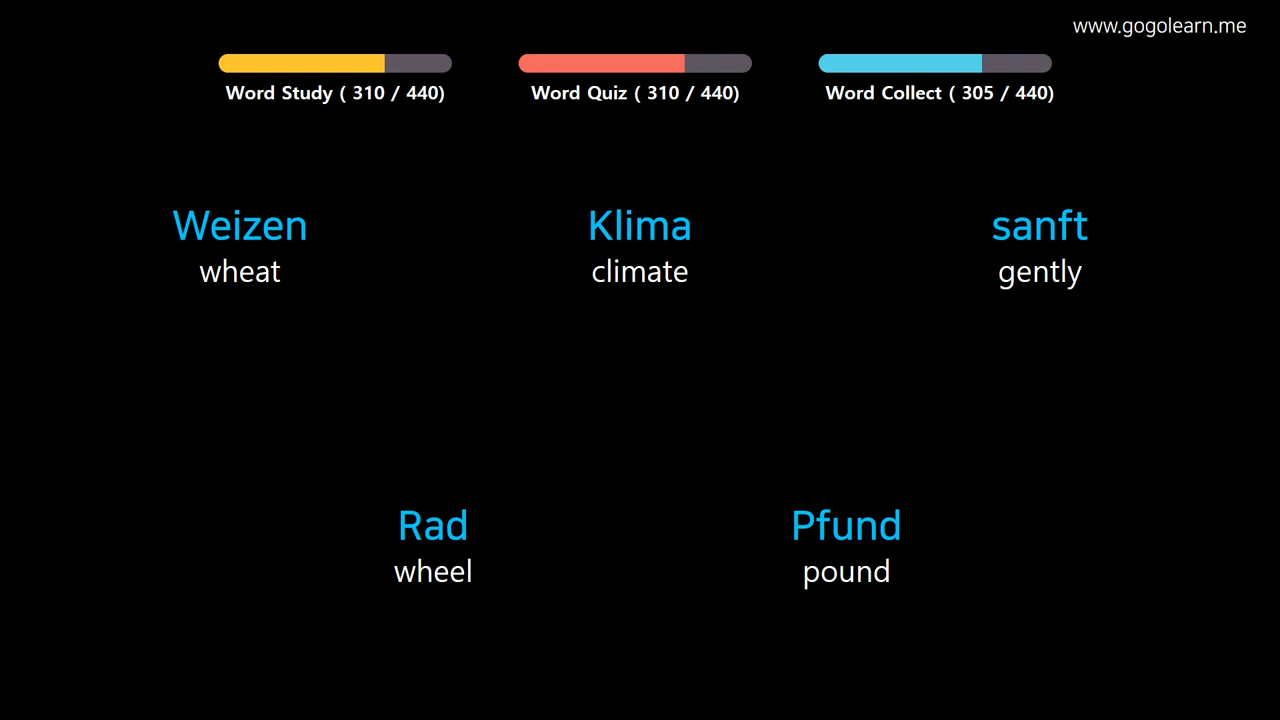 www.gogolearn.me
Word Study ( 310 / 440)
Word Quiz ( 310 / 440)
Word Collect ( 305 / 440)
Weizen
wheat
Klima
climate
sanft
gently
Rad
wheel
Pfund
pound